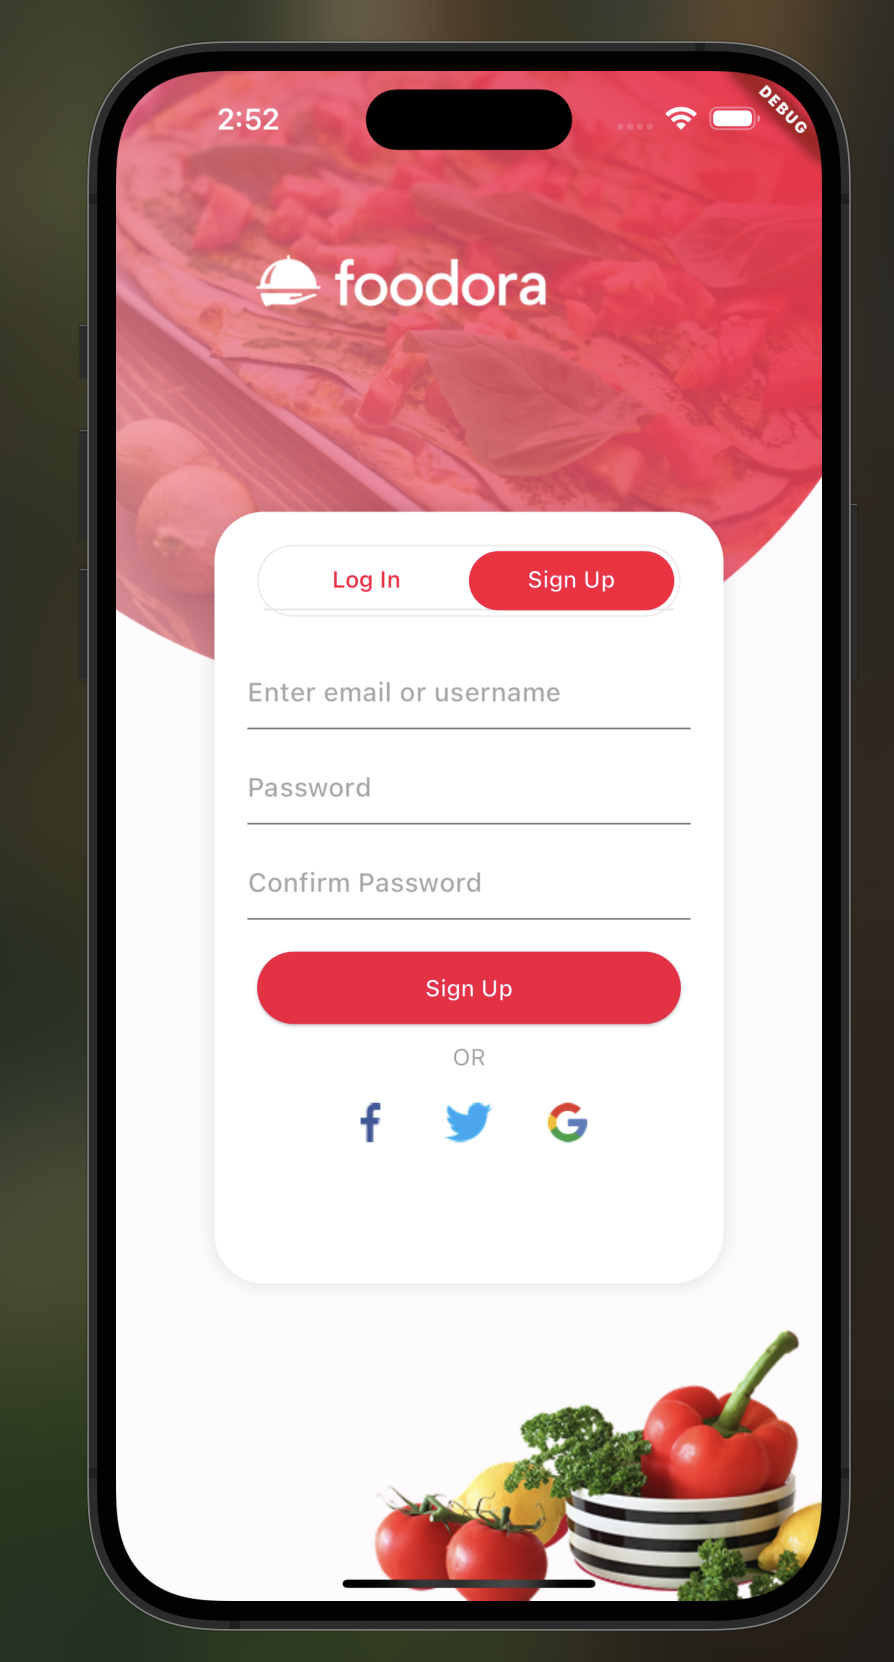 2:52
DEBUG
foodora
Log In Sign Up
Enter email or username
Password
Confirm Password
Sign Up
OR